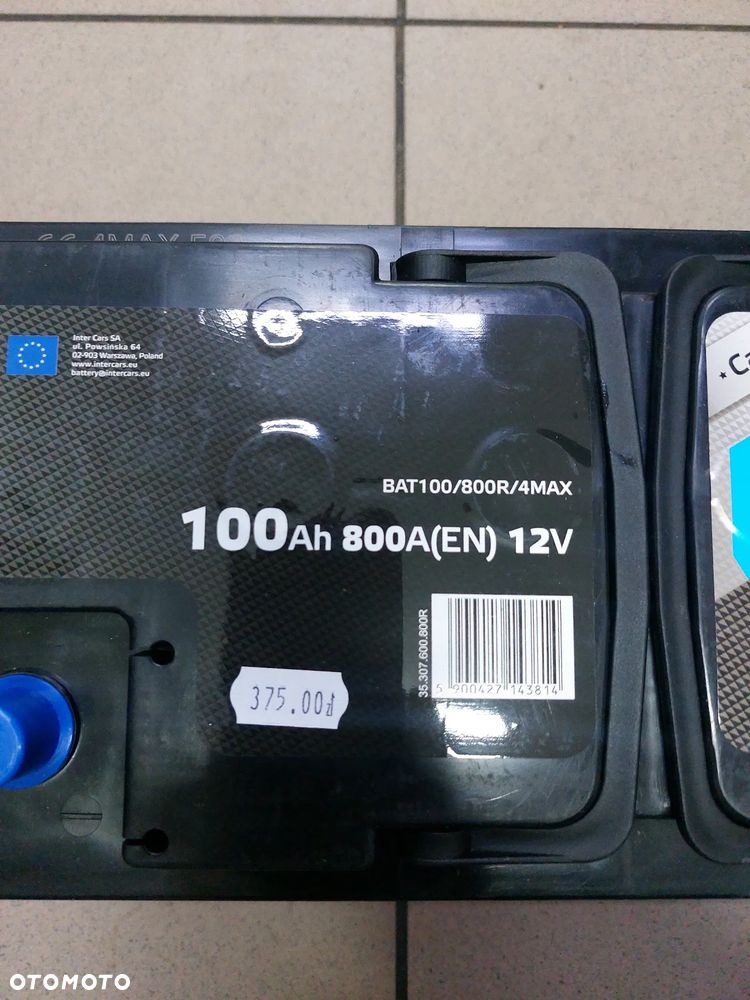 Inter Cars SA
ul. Powsińska 64
02-903 Warszawa, Poland
www.intercars.eu
battery@intercars.eu
BAT100/800R/4MAX
100Ah 800A(EN) 12V
35.307.600.800R
5 900427 143814
375.00zł
Ca
OTOMOTO